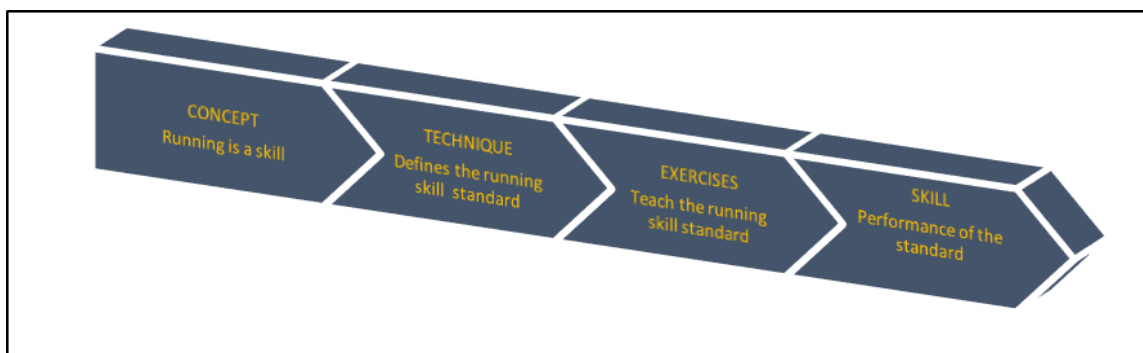 CONCEPT
Running is a skill
TECHNIQUE
Defines the running
skill standard
EXERCISES
Teach the running
skill standard
SKILL
Performance of the
standard